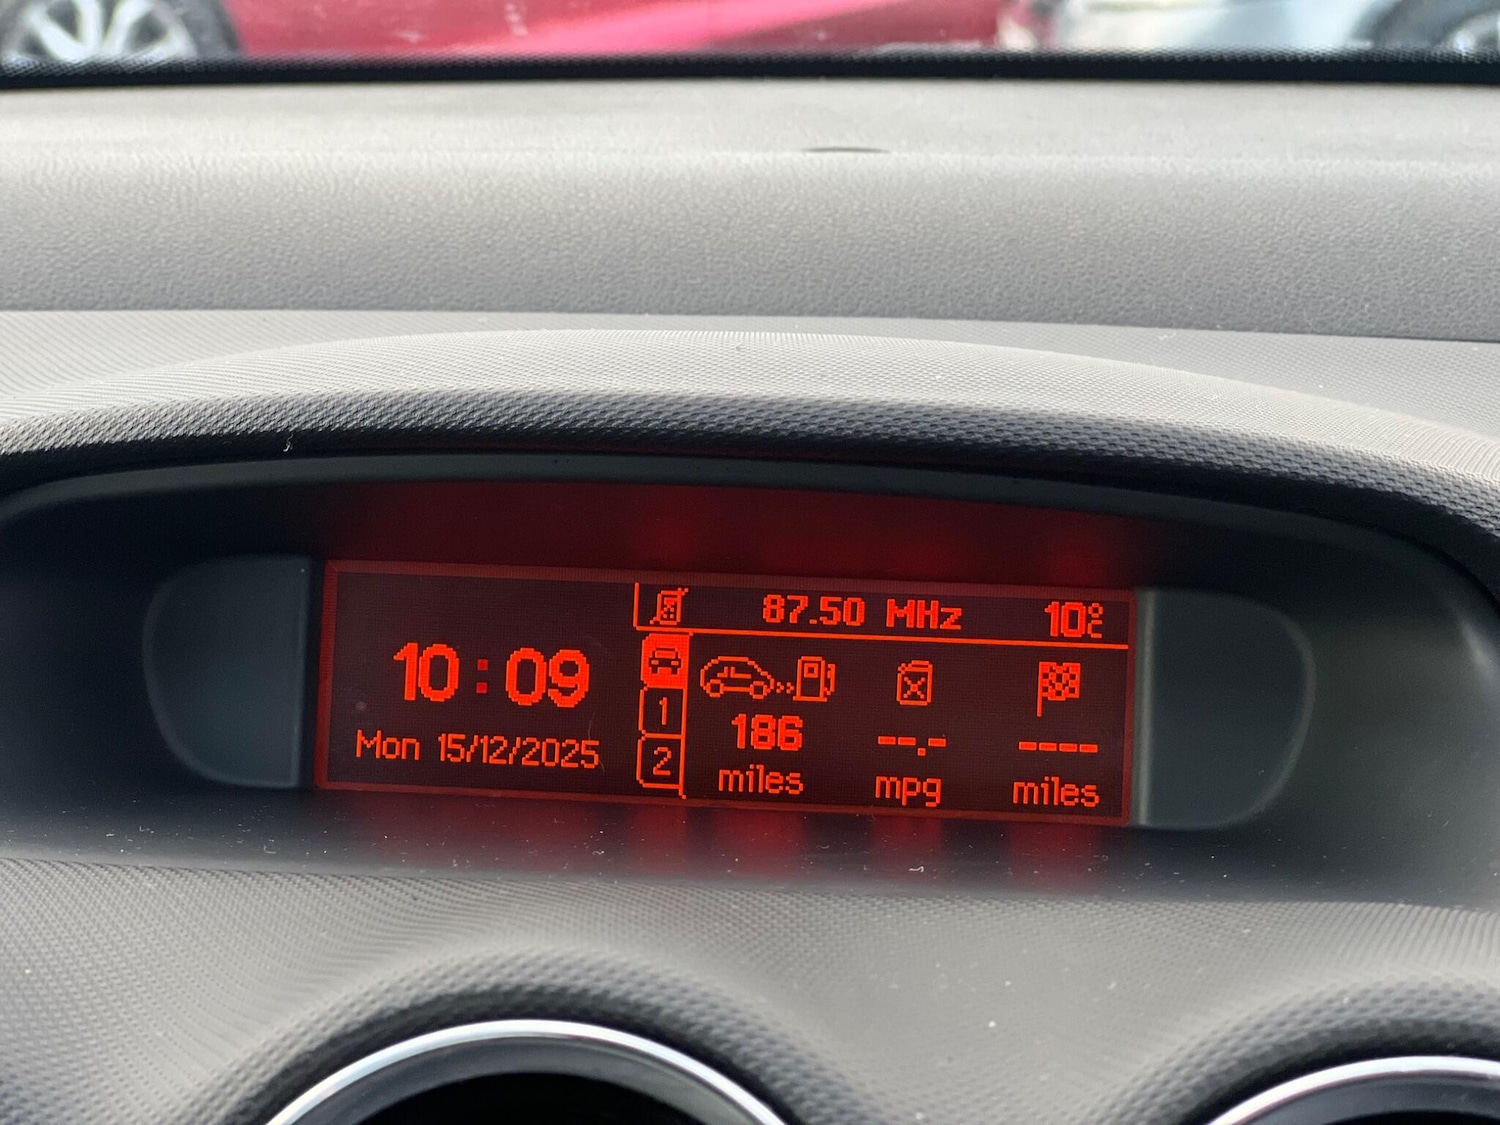 87.50 MHz 10°C
10:09
Mon 15/12/2025
1
2
186 --.- ----
miles mpg miles